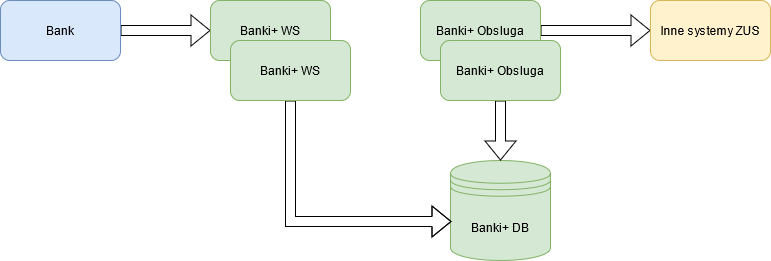 Bank
Banki+ WS
Banki+ Obsluga
Inne systemy ZUS
Banki+ WS
Banki+ Obsluga
Banki+ DB